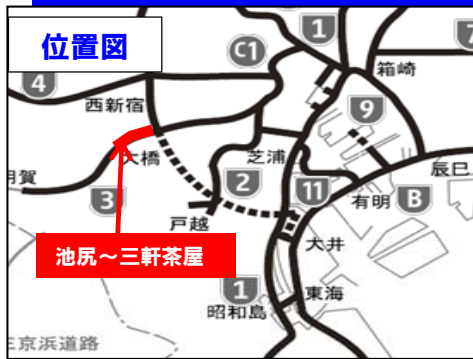 位置図
C1
1
7
4
箱崎
西新宿
9
大橋
芝浦
辰巳
3
2
11
有明
B
戸越
大井
池尻～三軒茶屋
1
東海
昭和島
京浜道路